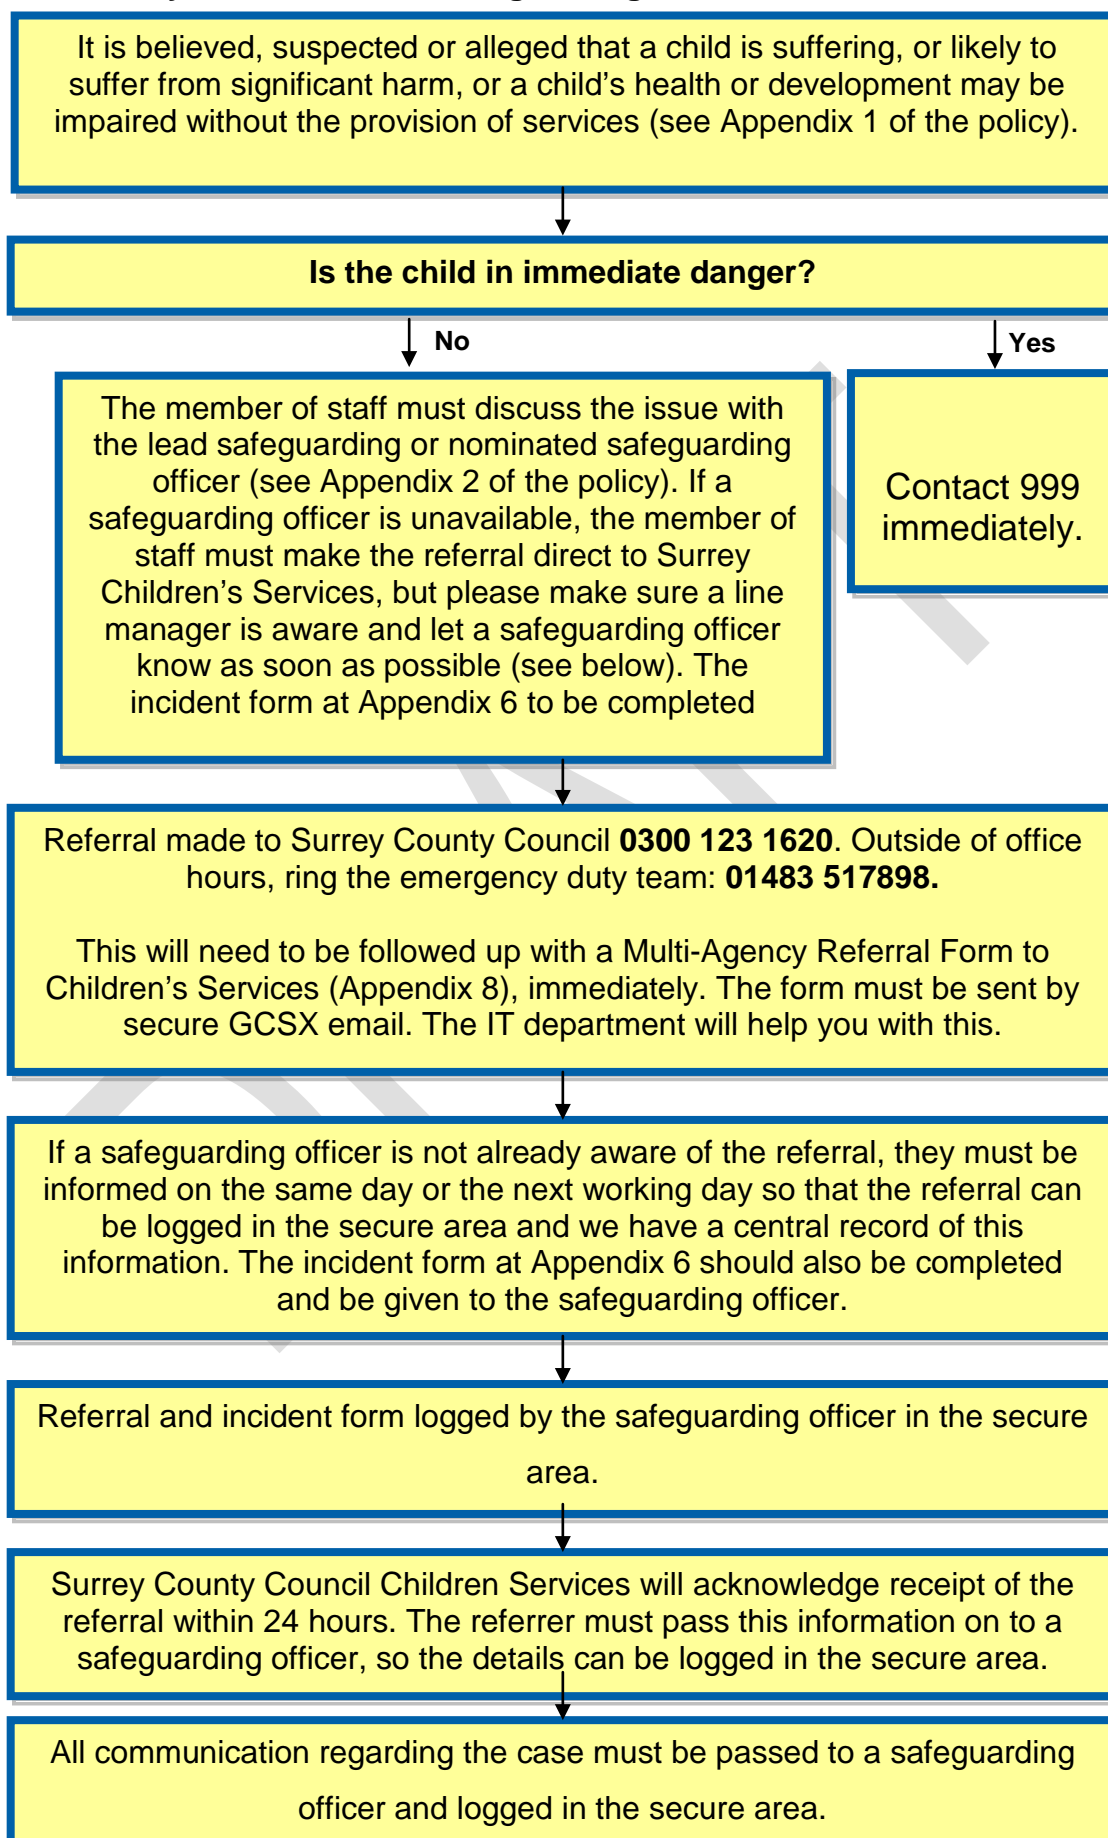 It is believed, suspected or alleged that a child is suffering, or likely to
suffer from significant harm, or a child’s health or development may be
impaired without the provision of services (see Appendix 1 of the policy).
Is the child in immediate danger?
No
Yes
The member of staff must discuss the issue with
the lead safeguarding or nominated safeguarding
officer (see Appendix 2 of the policy). If a
safeguarding officer is unavailable, the member of
staff must make the referral direct to Surrey
Children’s Services, but please make sure a line
manager is aware and let a safeguarding officer
know as soon as possible (see below). The
incident form at Appendix 6 to be completed
Contact 999
immediately.
Referral made to Surrey County Council 0300 123 1620. Outside of office
hours, ring the emergency duty team: 01483 517898.
This will need to be followed up with a Multi-Agency Referral Form to
Children’s Services (Appendix 8), immediately. The form must be sent by
secure GCSX email. The IT department will help you with this.
If a safeguarding officer is not already aware of the referral, they must be
informed on the same day or the next working day so that the referral can
be logged in the secure area and we have a central record of this
information. The incident form at Appendix 6 should also be completed
and be given to the safeguarding officer.
Referral and incident form logged by the safeguarding officer in the secure
area.
Surrey County Council Children Services will acknowledge receipt of the
referral within 24 hours. The referrer must pass this information on to a
safeguarding officer, so the details can be logged in the secure area.
All communication regarding the case must be passed to a safeguarding
officer and logged in the secure area.